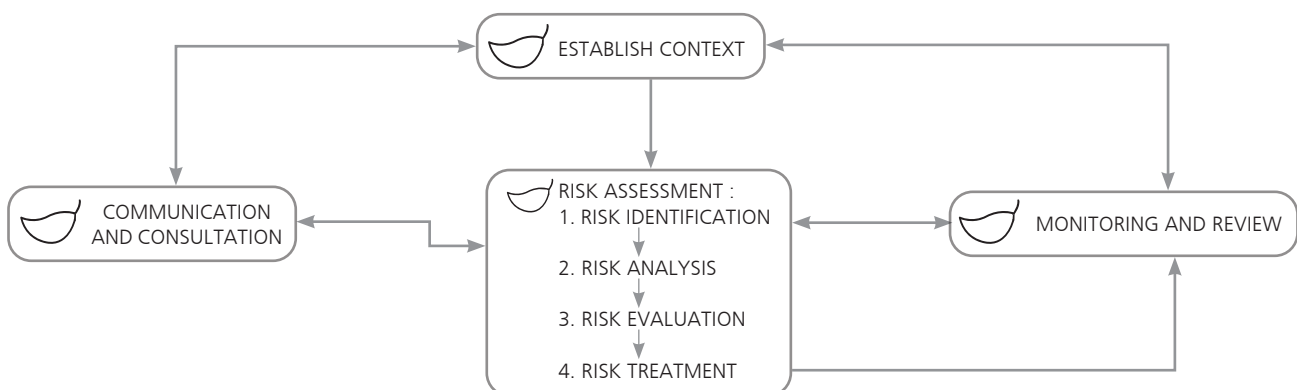 ESTABLISH CONTEXT
COMMUNICATION
AND CONSULTATION
RISK ASSESSMENT :
1. RISK IDENTIFICATION
2. RISK ANALYSIS
3. RISK EVALUATION
4. RISK TREATMENT
MONITORING AND REVIEW